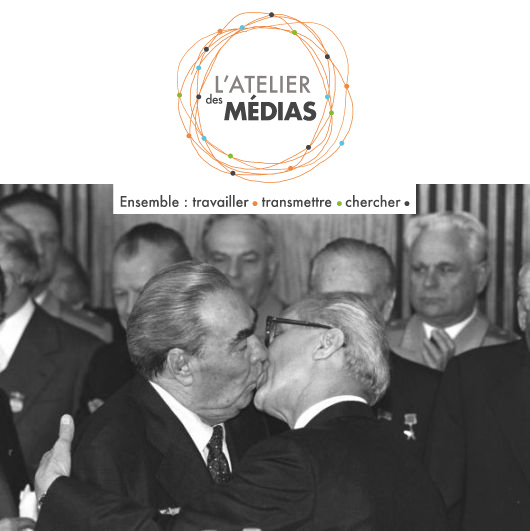 L'ATELIER
des MÉDIAS
Ensemble : travailler • transmettre • chercher •